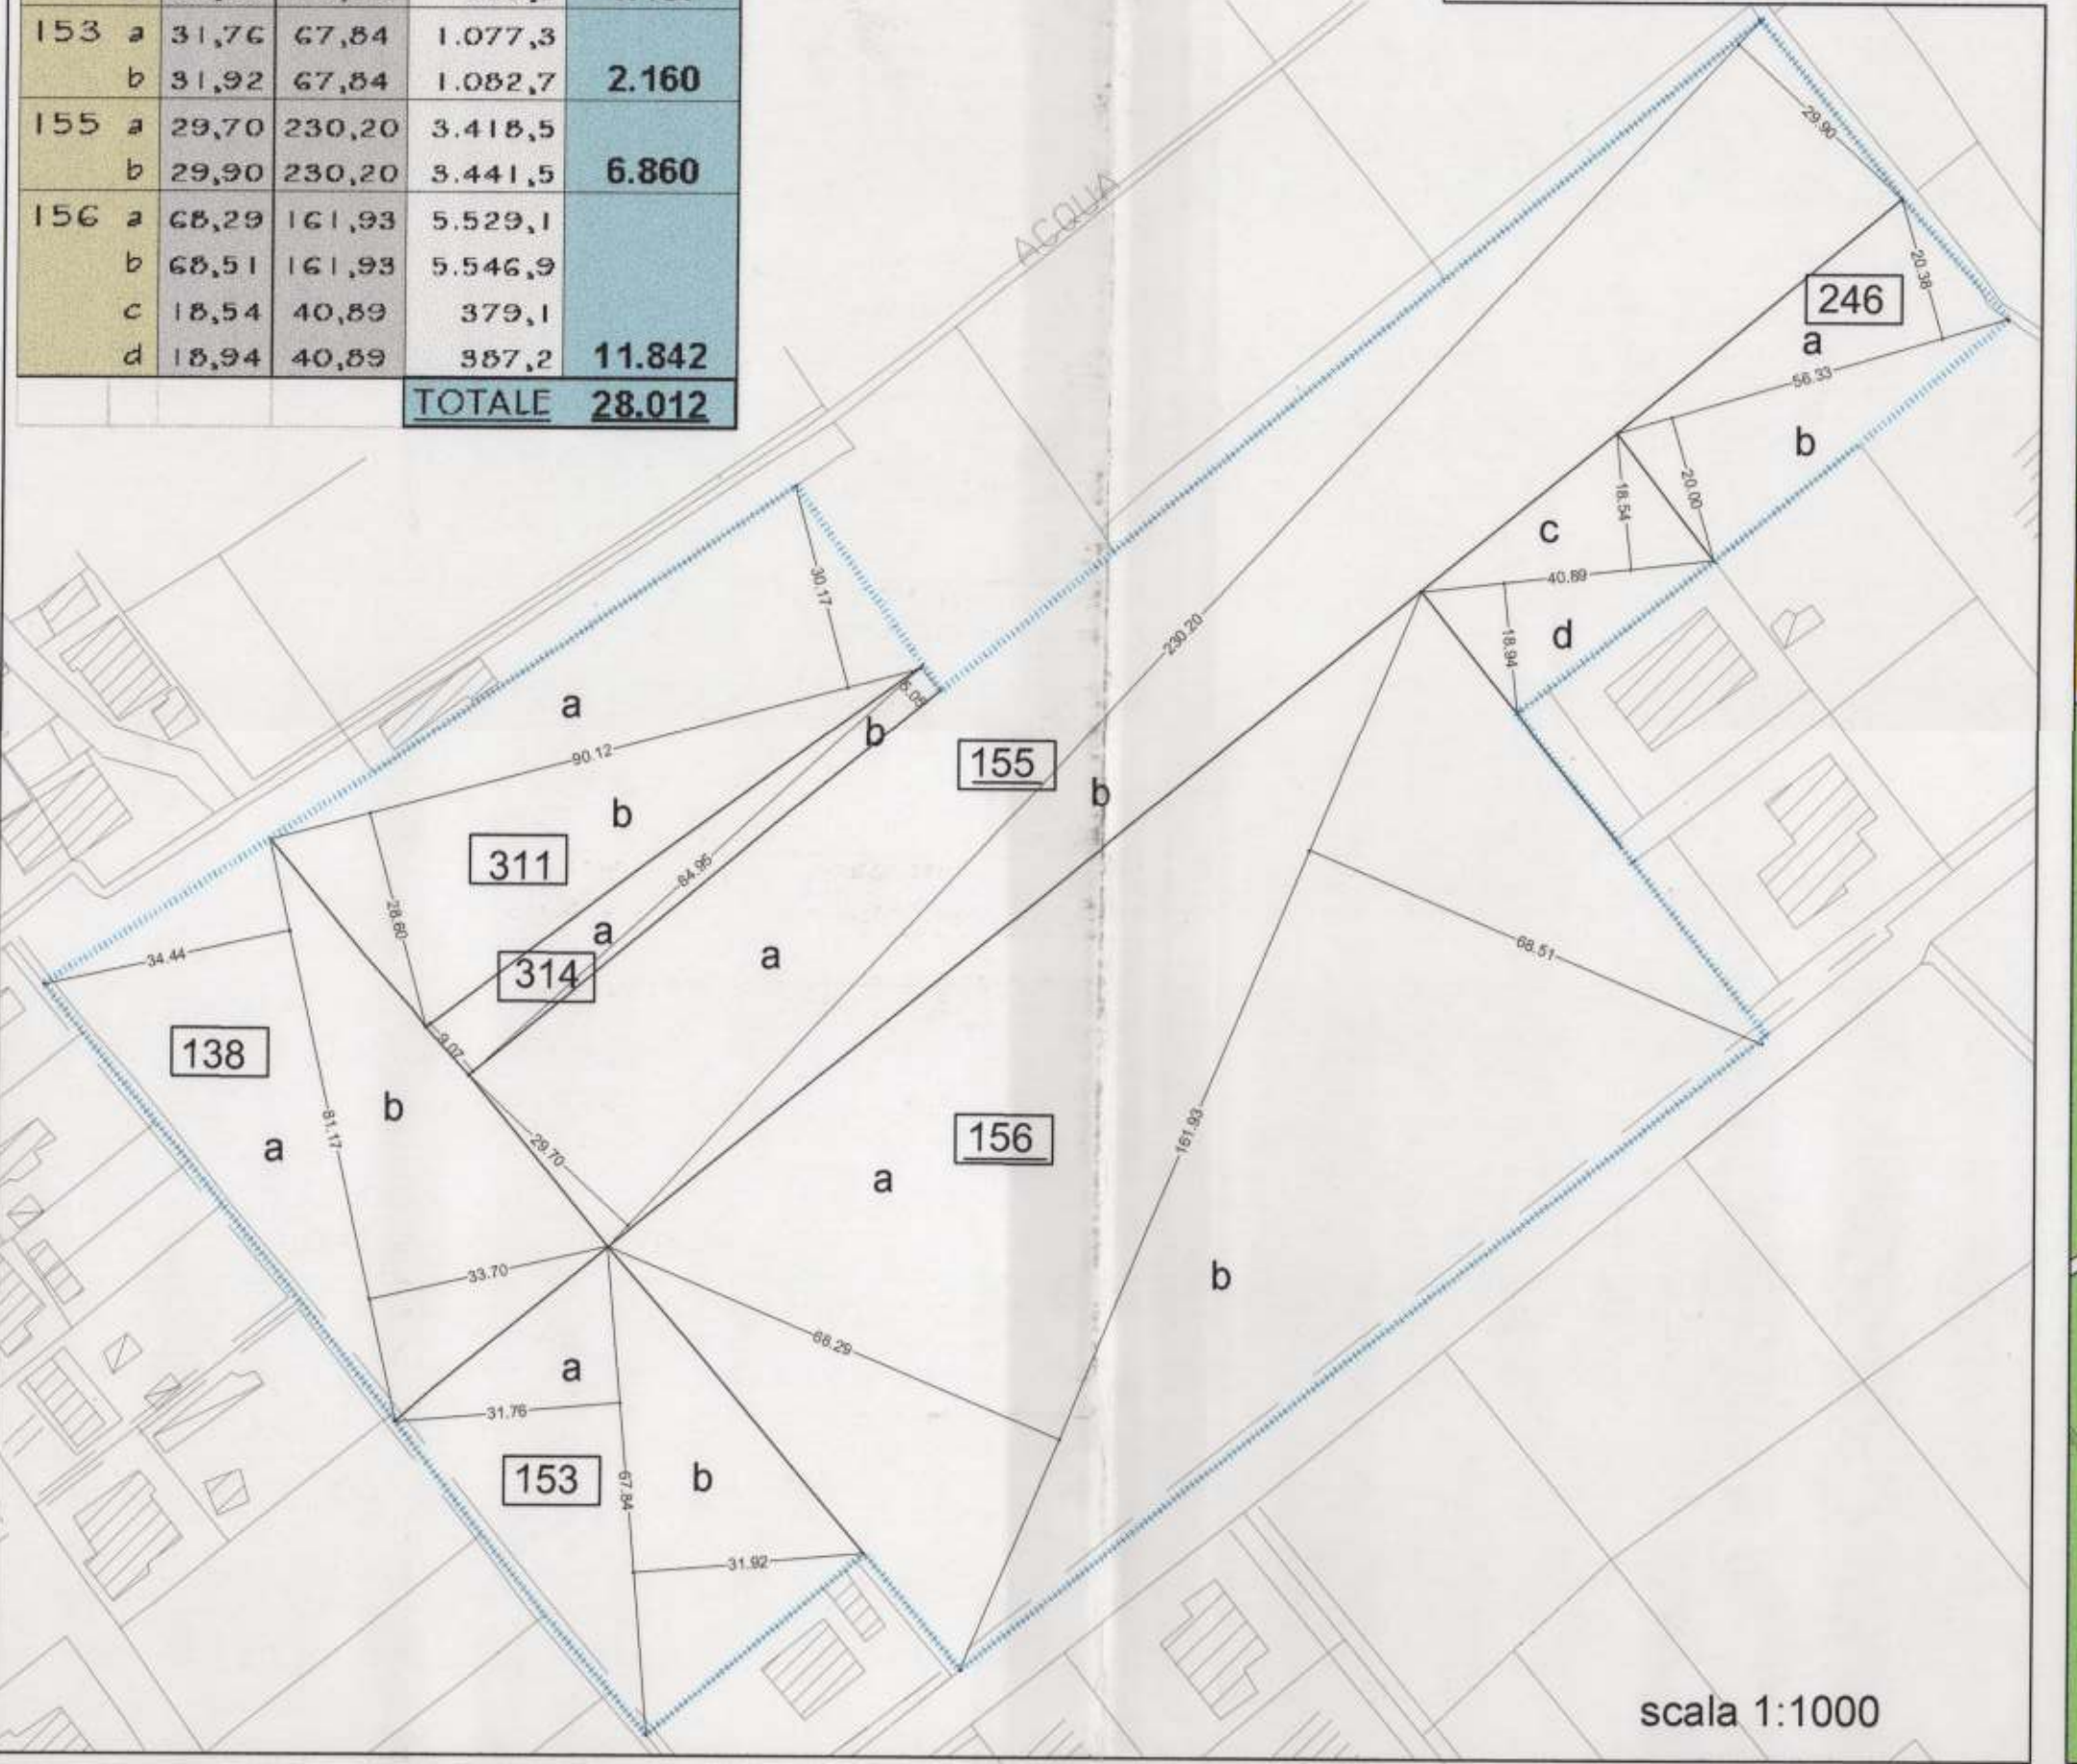 153 a 31,76 67,84 1.077,3
b 31,92 67,84 1.082,7 2.160
155 a 29,70 230,20 3.418,5
b 29,90 230,20 3.441,5 6.860
156 a 68,29 161,93 5.529,1
b 68,51 161,93 5.546,9
c 18,54 40,89 379,1
d 18,94 40,89 387,2 11.842
TOTALE 28.012
ACQUA
29.90
20.38
246
a
56.33
b
20.00
18.54
c
40.89
d
18.94
30.17
230.20
a
90.12
6.09
b
155
b
b
311
84.95
28.60
a
314
a
34.44
9.07
68.51
138
b
81.17
a
29.70
156
a
161.93
33.70
b
68.29
a
31.76
153
67.84
b
31.92
scala 1:1000